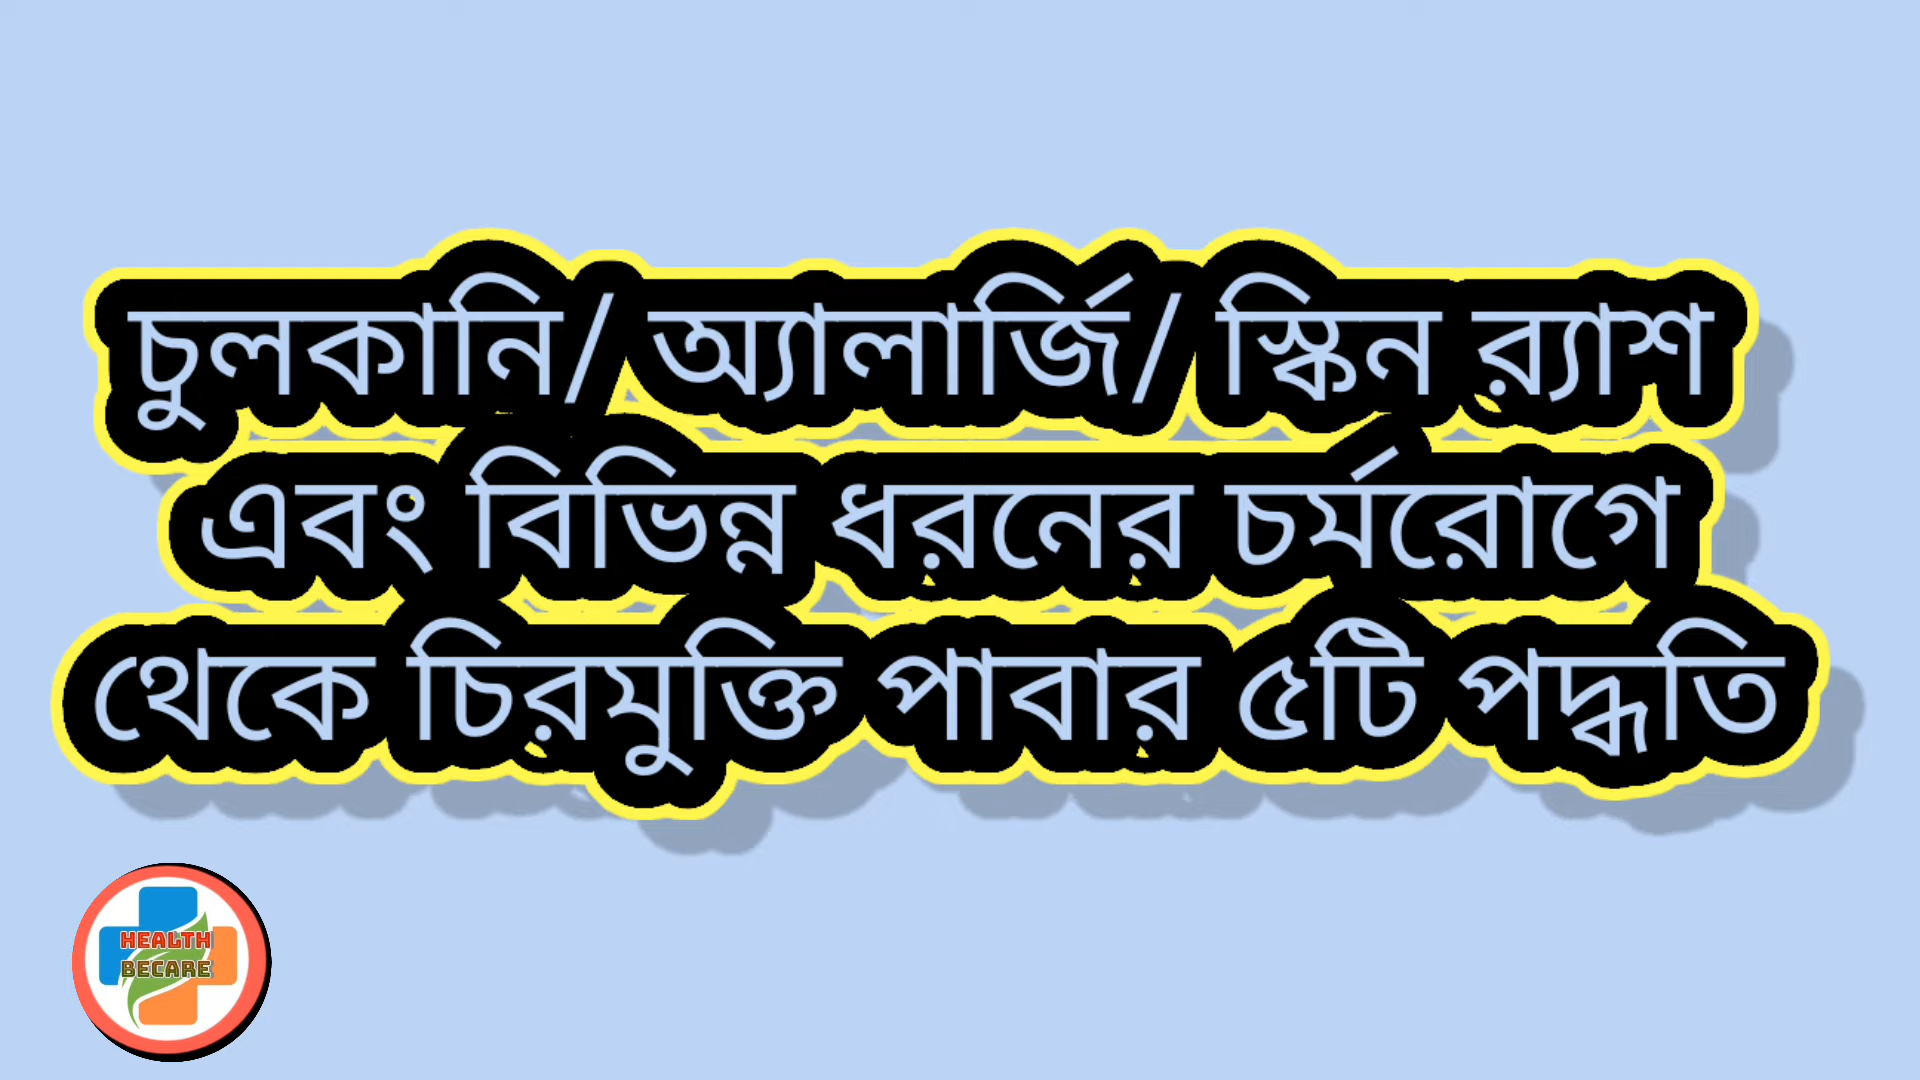 চুলকানি/ অ্যালার্জি/ স্কিন র‍্যাশ
এবং বিভিন্ন ধরনের চর্মরোগে
থেকে চিরমুক্তি পাবার ৫টি পদ্ধতি
HEALTH
BECARE